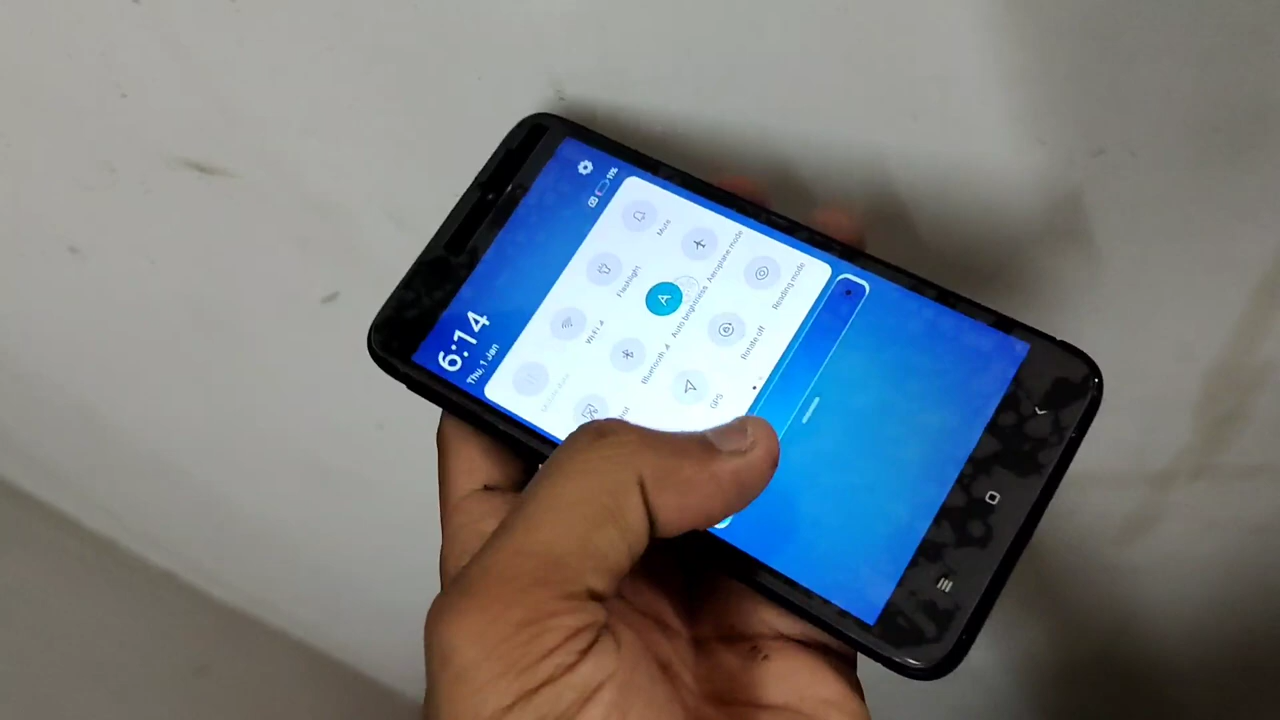 11%
6:14
Thu, 1 Jan
Wi-Fi
Flashlight
Mute
Bluetooth
A
Auto brightness
Aeroplane mode
GPS
Rotate off
Reading mode